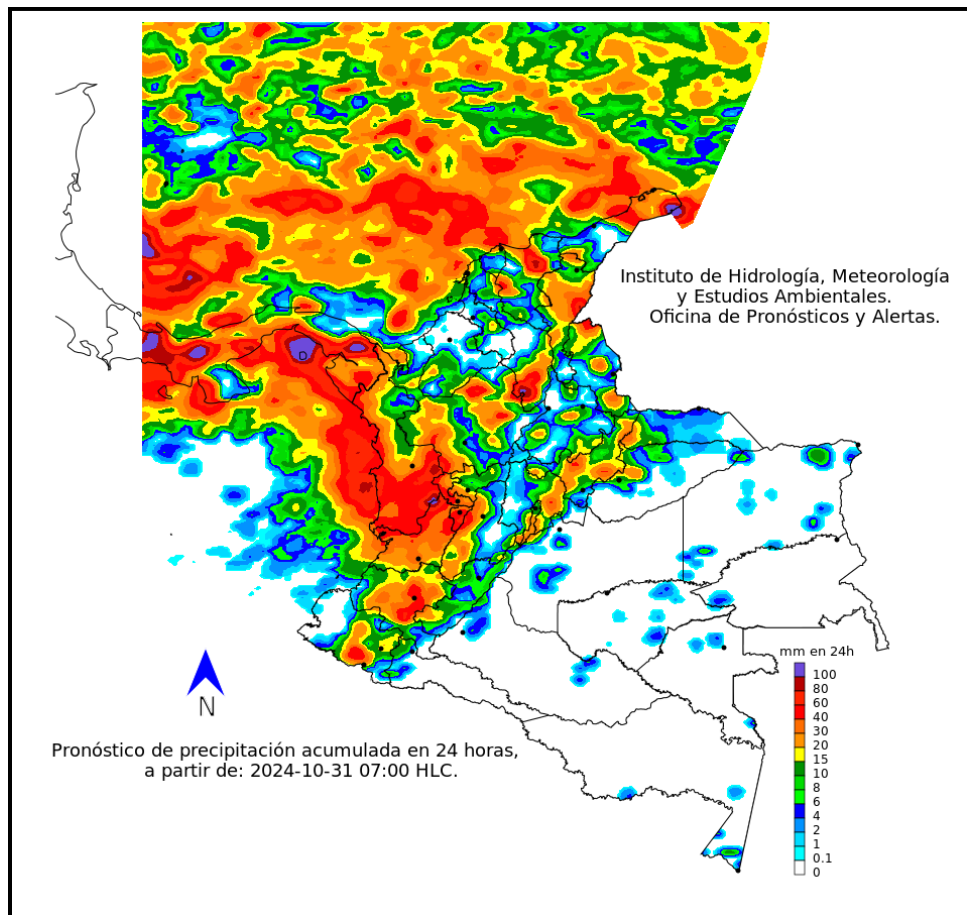 Instituto de Hidrología, Meteorología
y Estudios Ambientales.
Oficina de Pronósticos y Alertas.
mm en 24h
100
80
60
40
30
20
15
10
8
6
4
2
1
0.1
0
N
Pronóstico de precipitación acumulada en 24 horas,
a partir de: 2024-10-31 07:00 HLC.